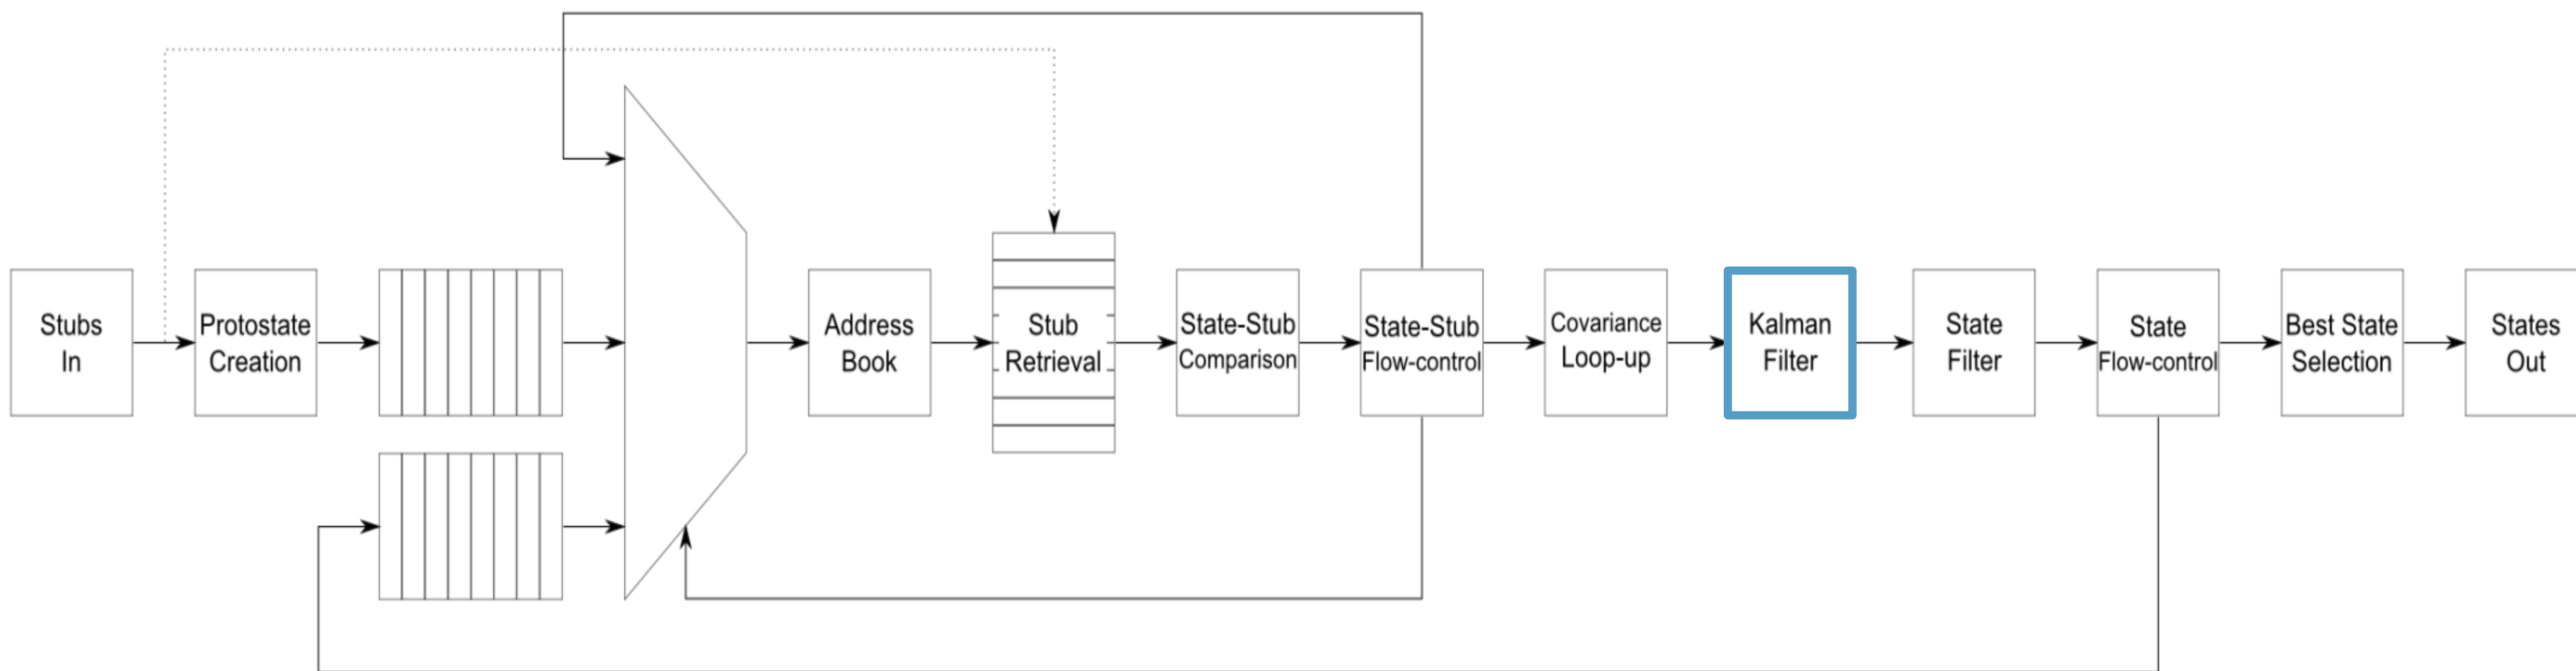 Stubs
In
Protostate
Creation
Address
Book
Stub
Retrieval
State-Stub
Comparison
State-Stub
Flow-control
Covariance
Loop-up
Kalman
Filter
State
Filter
State
Flow-control
Best State
Selection
States
Out